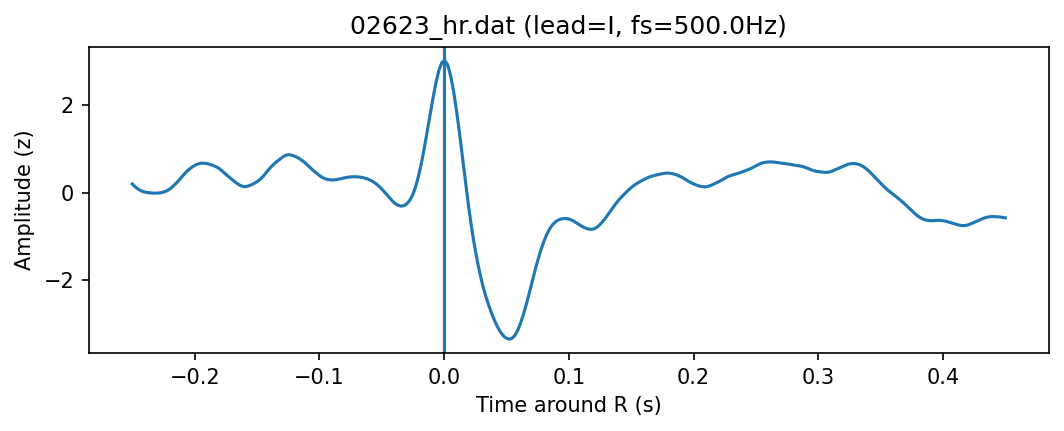 02623_hr.dat (lead=I, fs=500.0Hz)
Amplitude (z)
2
0
−2
−0.2 −0.1 0.0 0.1 0.2 0.3 0.4
Time around R (s)